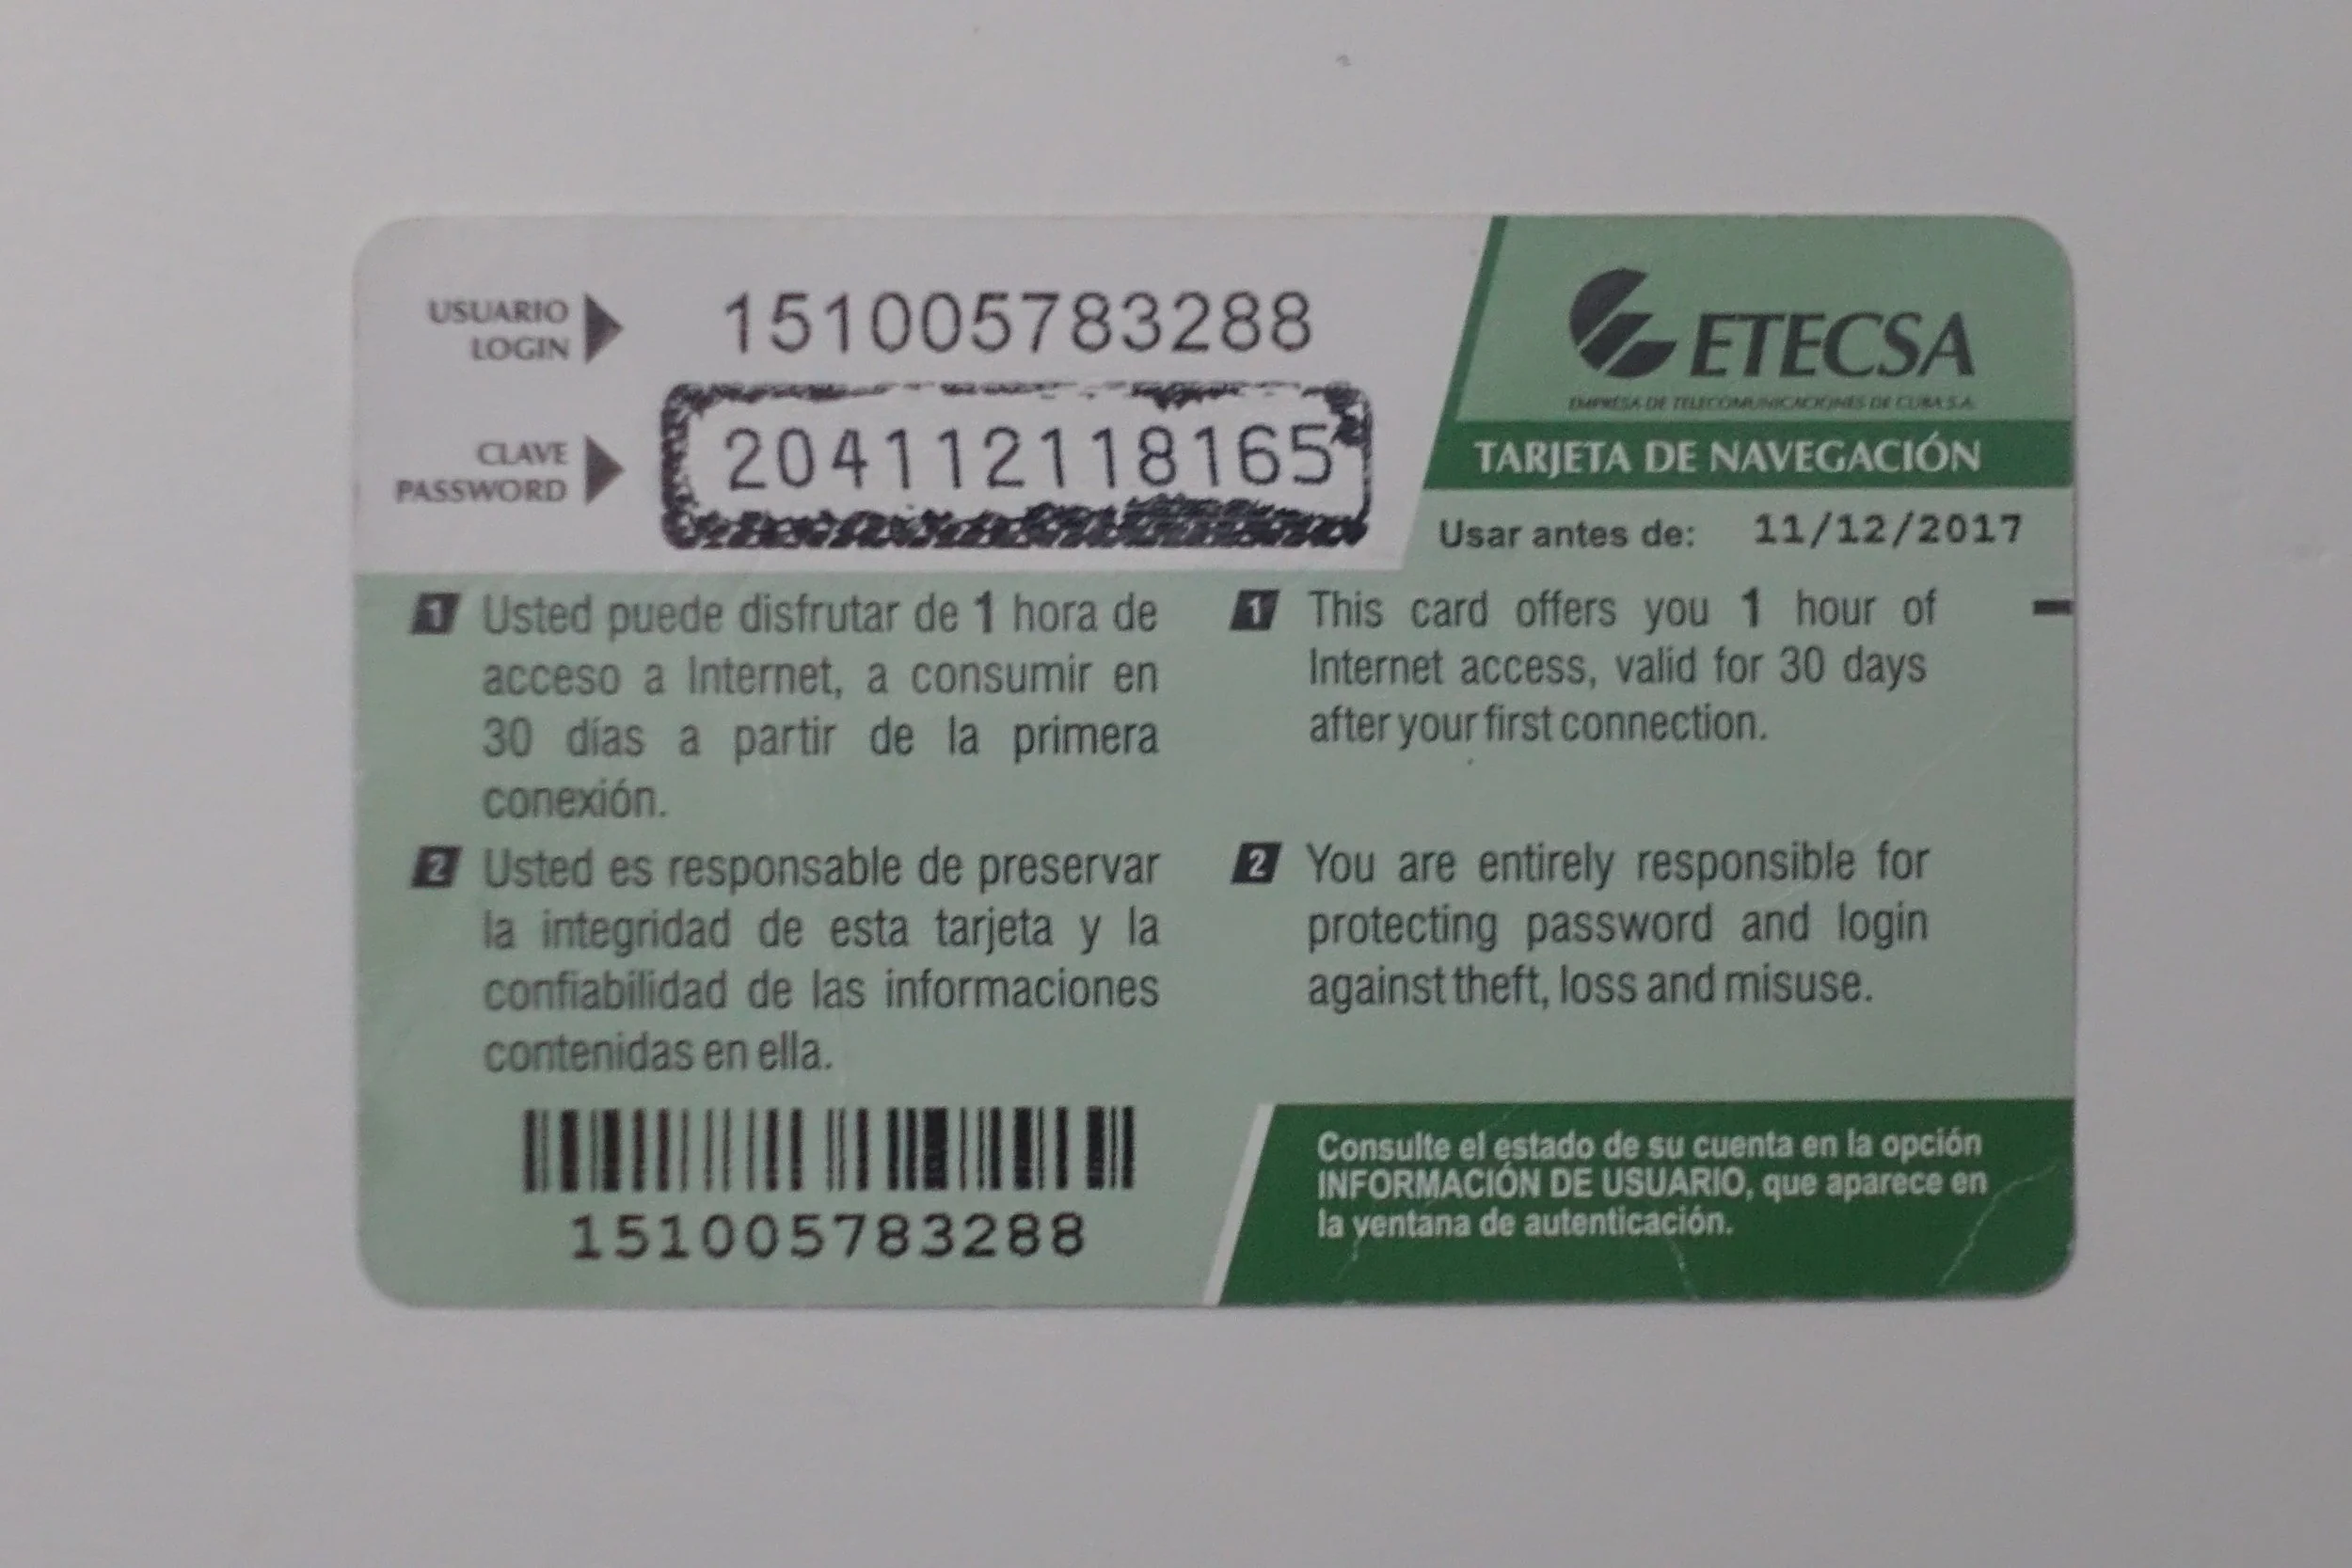 USUARIO
LOGIN
151005783288
CLAVE
PASSWORD
204112118165
ETECSA
EMPRESA DE TELECOMUNICACIONES DE CUBA S.A.
TARJETA DE NAVEGACIÓN
Usar antes de: 11/12/2017
1 Usted puede disfrutar de 1 hora de
acceso a Internet, a consumir en
30 días a partir de la primera
conexión.
2 Usted es responsable de preservar
la integridad de esta tarjeta y la
confiabilidad de las informaciones
contenidas en ella.
1 This card offers you 1 hour of
Internet access, valid for 30 days
after your first connection.
2 You are entirely responsible for
protecting password and login
against theft, loss and misuse.
151005783288
Consulte el estado de su cuenta en la opción
INFORMACIÓN DE USUARIO, que aparece en
la ventana de autenticación.